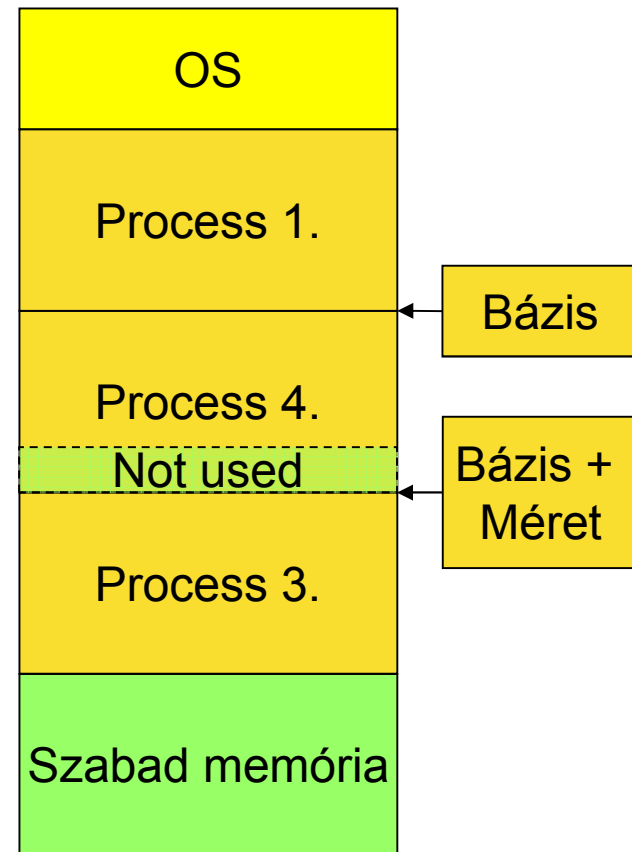 OS
Process 1.
Bázis
Process 4.
Not used
Bázis +
Méret
Process 3.
Szabad memória